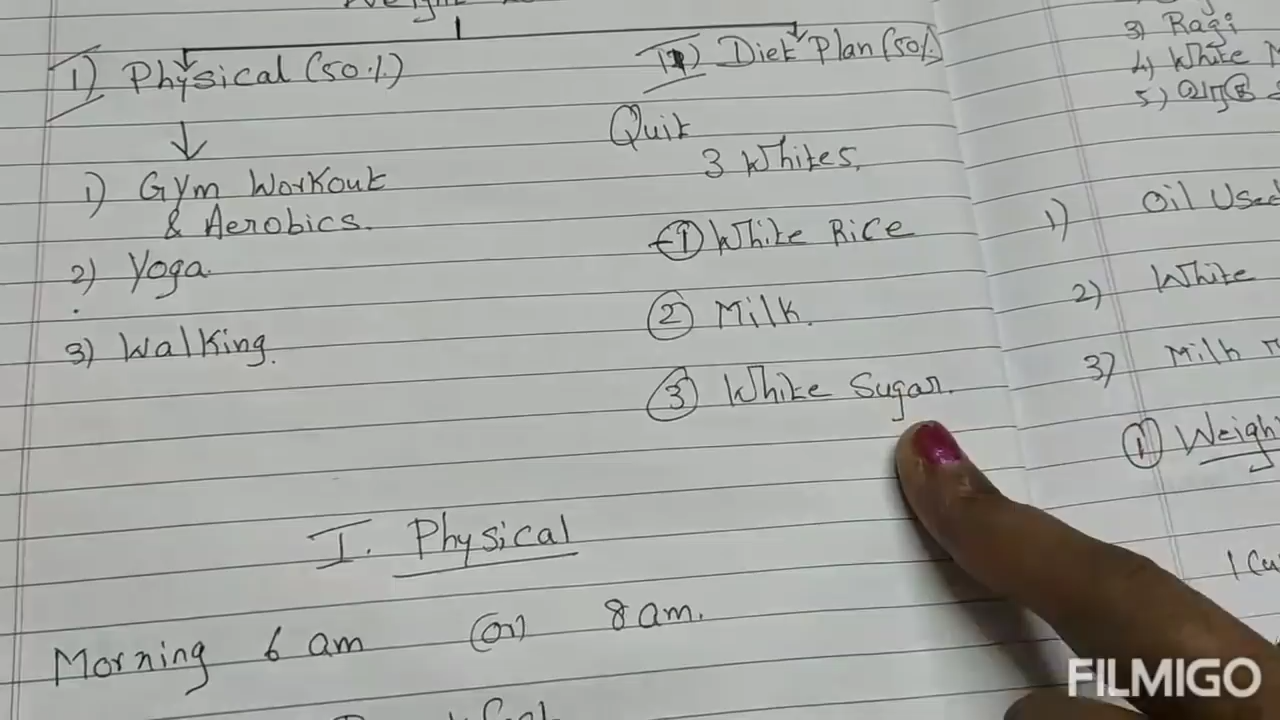 Weight
I) Physical (50%)
II) Diet Plan (50%)
1) Gym Workout
& Aerobics.
2) Yoga.
3) Walking.
Quit
3 Whites,
① White Rice
② Milk.
③ White Sugar.
I. Physical
Morning 6 am (or) 8 am.
3) Ragi
4) White
5)
1) Oil Used
2) White
3) Milk
① Weigh
FILMIGO